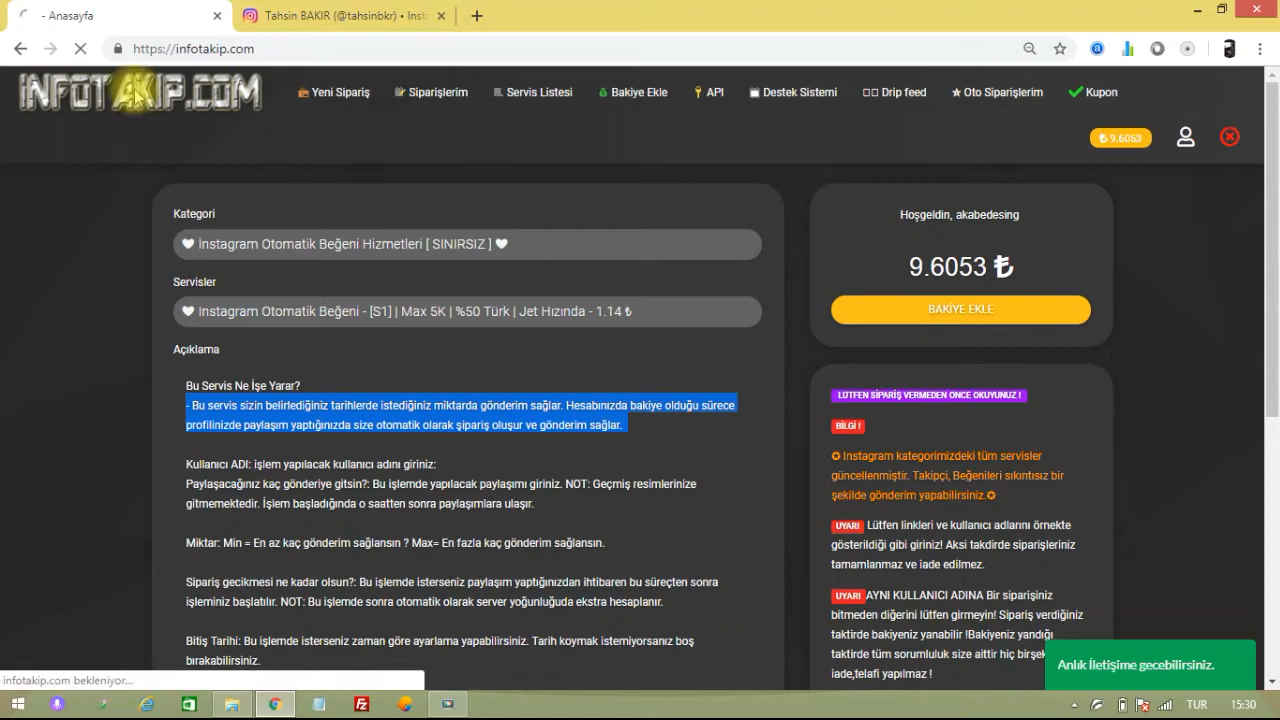 - Anasayfa
Tahsin BAKIR (@tahsinbkr) • Insta
https://infotakip.com
INFOTAKIP.COM
Yeni Sipariş
Siparişlerim
Servis Listesi
Bakiye Ekle
API
Destek Sistemi
Drip feed
Oto Siparişlerim
Kupon
₺ 9.6053
Kategori
İnstagram Otomatik Beğeni Hizmetleri [ SINIRSIZ ]
Servisler
Instagram Otomatik Beğeni - [S1] | Max 5K | %50 Türk | Jet Hızında - 1.14 ₺
Açıklama
Bu Servis Ne İşe Yarar?
- Bu servis sizin belirlediğiniz tarihlerde istediğiniz miktarda gönderim sağlar. Hesabınızda bakiye olduğu sürece
profilinizde paylaşım yaptığınızda size otomatik olarak şipariş oluşur ve gönderim sağlar.
Kullanıcı ADI: işlem yapılacak kullanıcı adını giriniz:
Paylaşacağınız kaç gönderiye gitsin?: Bu işlemde yapılacak paylaşımı giriniz. NOT: Geçmiş resimlerinize
gitmemektedir. İşlem başladığında o saatten sonra paylaşımlara ulaşır.
Miktar: Min = En az kaç gönderim sağlansın ? Max= En fazla kaç gönderim sağlansın.
Sipariş gecikmesi ne kadar olsun?: Bu işlemde isterseniz paylaşım yaptığınızdan ihtibaren bu süreçten sonra
işleminiz başlatılır. NOT: Bu işlemde sonra otomatik olarak server yoğunluğuda ekstra hesaplanır.
Bitiş Tarihi: Bu işlemde isterseniz zaman göre ayarlama yapabilirsiniz. Tarih koymak istemiyorsanız boş
bırakabilirsiniz.
Hoşgeldin, akabedesing
9.6053 ₺
BAKİYE EKLE
LÜTFEN SİPARİŞ VERMEDEN ÖNCE OKUYUNUZ !
BİLGİ !
✪ Instagram kategorimizdeki tüm servisler
güncellenmiştir. Takipçi, Beğenileri sıkıntısız bir
şekilde gönderim yapabilirsiniz.✪
UYARI Lütfen linkleri ve kullanıcı adlarını örnekte
gösterildiği gibi giriniz! Aksi takdirde siparişleriniz
tamamlanmaz ve iade edilmez.
UYARI AYNI KULLANICI ADINA Bir siparişiniz
bitmeden diğerini lütfen girmeyin! Sipariş verdiğiniz
taktirde bakiyeniz yanabilir !Bakiyeniz yandığı
taktirde tüm sorumluluk size aittir hiç birşek
iade,telafi yapılmaz !
Anlık İletişime gecebilirsiniz.
infotakip.com bekleniyor...
TUR
15:30